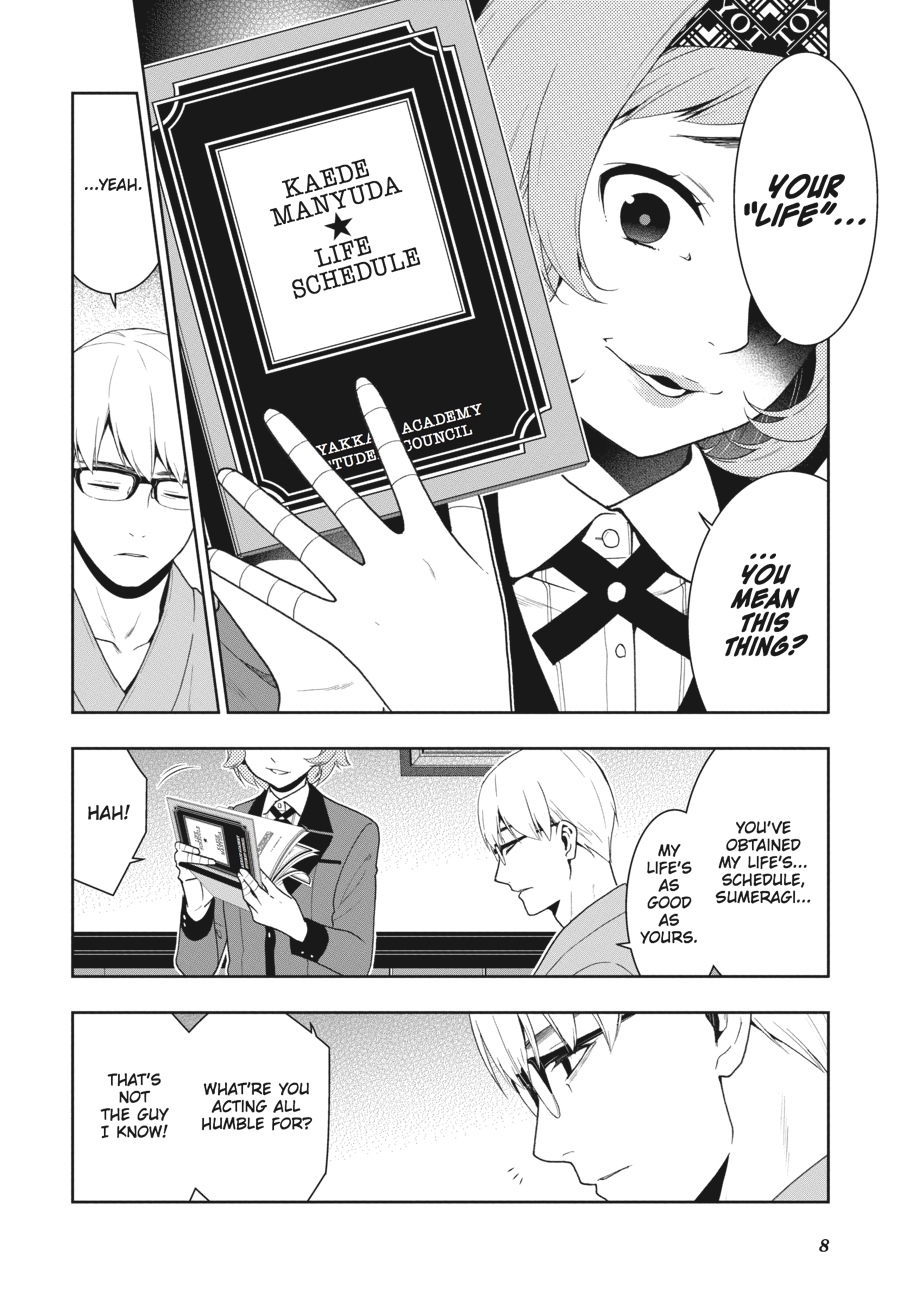 YOUR
"LIFE"...
...
YOU
MEAN
THIS
THING?
KAEDE
MANYUDA
★
LIFE
SCHEDULE
YAKKA ACADEMY
STUDE COUNCIL
...YEAH.
YOU'VE
OBTAINED
MY LIFE'S...
SCHEDULE,
SUMERAGI...
MY
LIFE'S
AS
GOOD
AS
YOURS.
HAH!
WHAT'RE YOU
ACTING ALL
HUMBLE FOR?
THAT'S
NOT
THE GUY
I KNOW!
8